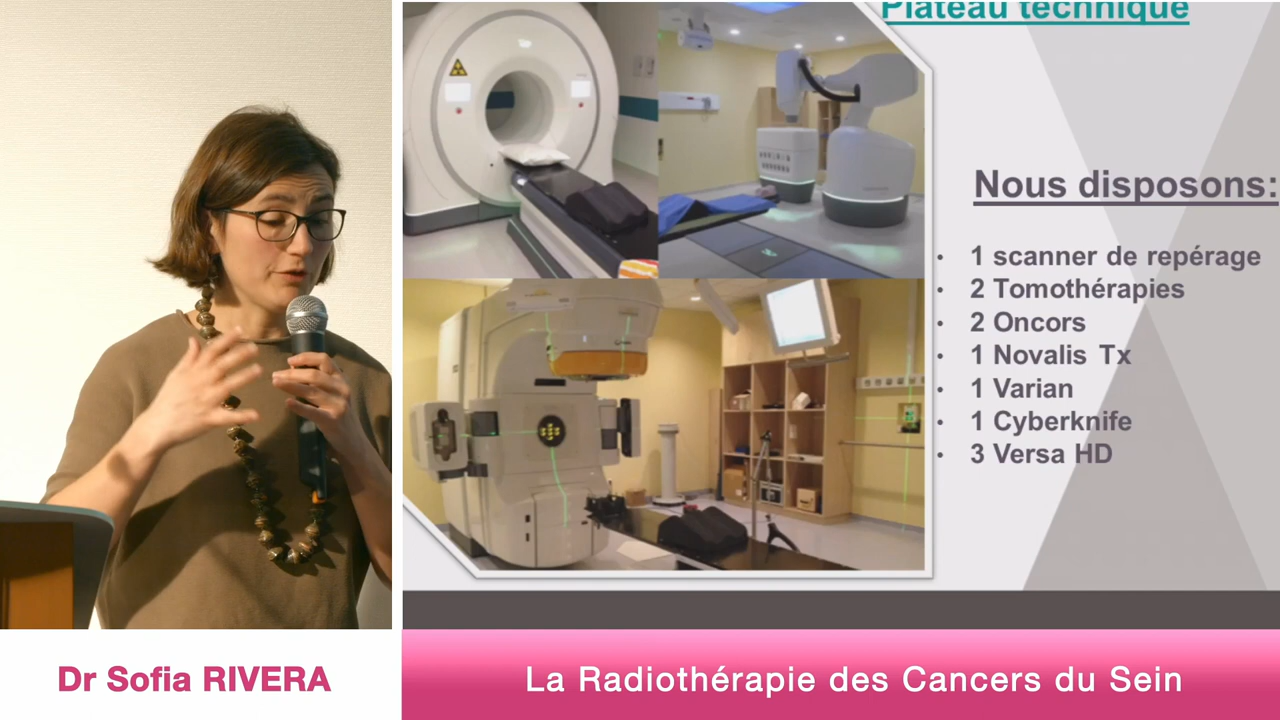 Plateau technique
Nous disposons:
• 1 scanner de repérage
• 2 Tomothérapies
• 2 Oncors
• 1 Novalis Tx
• 1 Varian
• 1 Cyberknife
• 3 Versa HD
Dr Sofia RIVERA
La Radiothérapie des Cancers du Sein